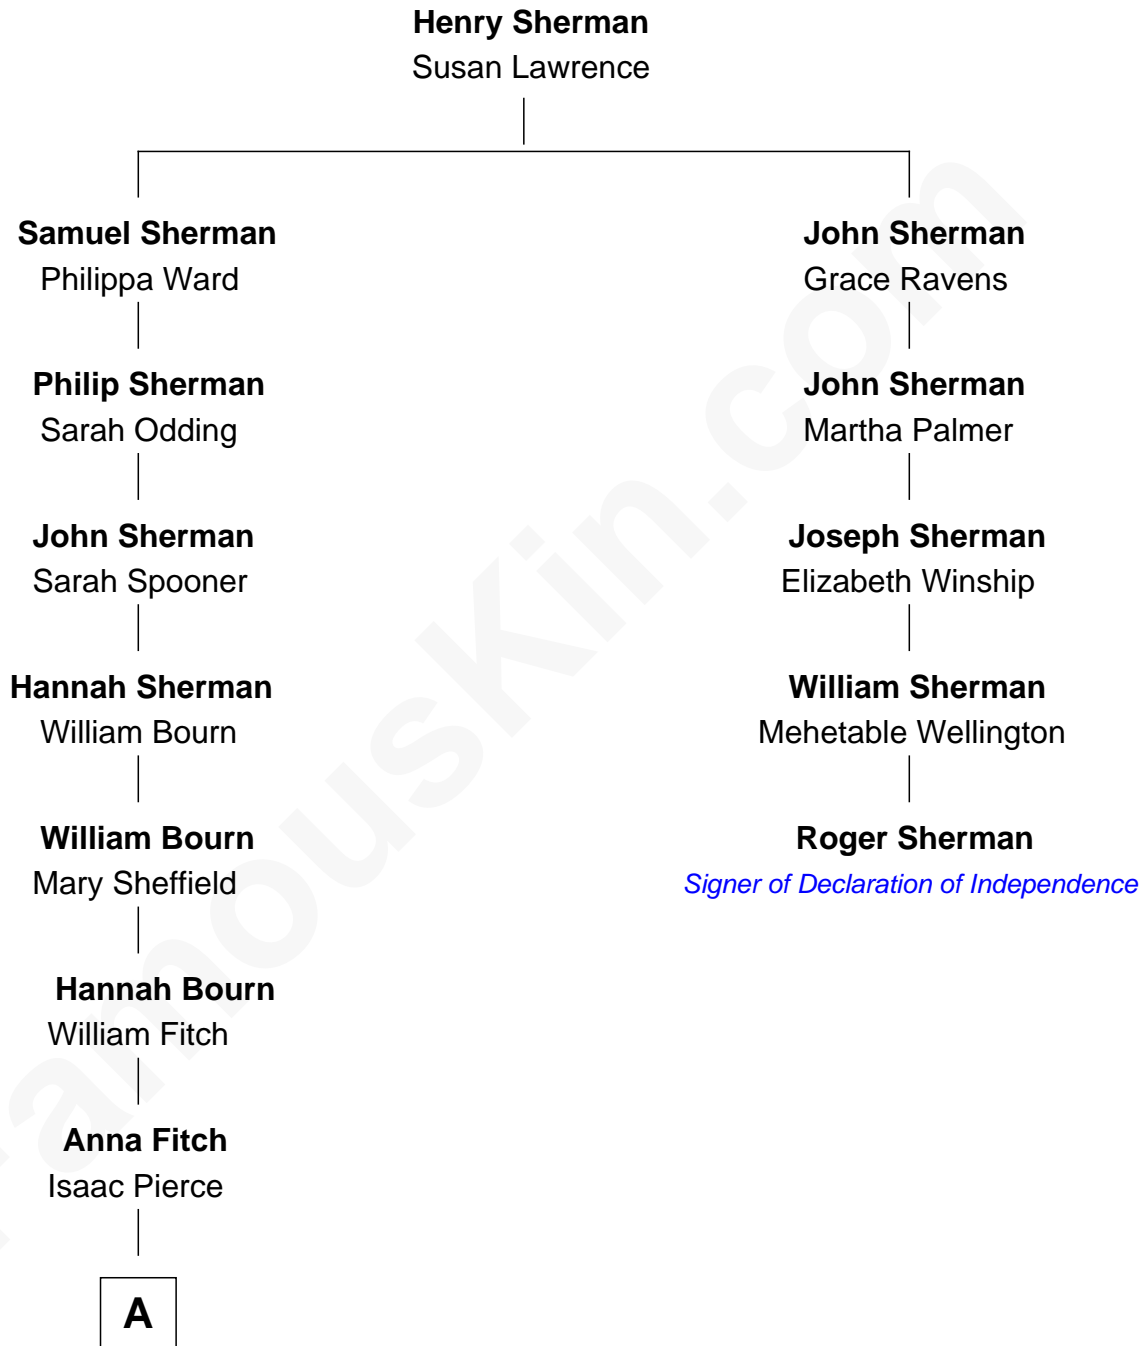 Henry Sherman
Susan Lawrence
Samuel Sherman
Philippa Ward
Philip Sherman
Sarah Odding
John Sherman
Sarah Spooner
Hannah Sherman
William Bourn
William Bourn
Mary Sheffield
Hannah Bourn
William Fitch
Anna Fitch
Isaac Pierce
A
John Sherman
Grace Ravens
John Sherman
Martha Palmer
Joseph Sherman
Elizabeth Winship
William Sherman
Mehetable Wellington
Roger Sherman
Signer of Declaration of Independence
FamousKin.com